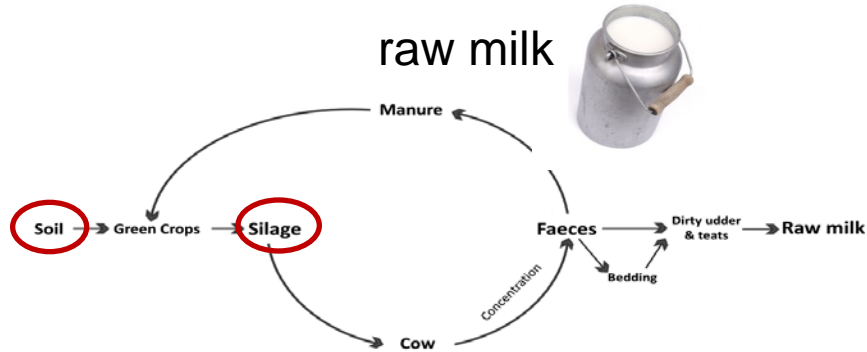 raw milk
Manure
Soil
Green Crops
Silage
Faeces
Dirty udder
& teats
Raw milk
Bedding
Concentration
Cow